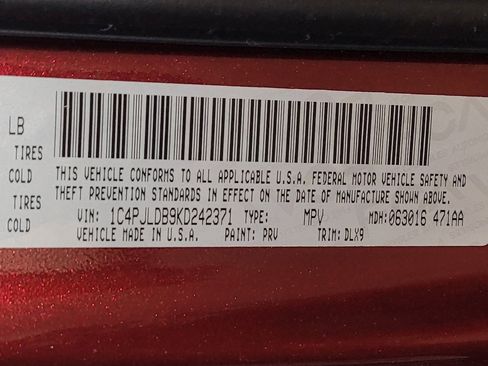 LB
TIRES
COLD THIS VEHICLE CONFORMS TO ALL APPLICABLE U.S.A. FEDERAL MOTOR VEHICLE SAFETY AND
TIRES THEFT PREVENTION STANDARDS IN EFFECT ON THE DATE OF MANUFACTURE SHOWN ABOVE.
COLD VIN: 1C4PJLDB9KD242371 TYPE: MPV MDH: 063016 471AA
VEHICLE MADE IN U.S.A. PAINT: PRV TRIM: DLX9